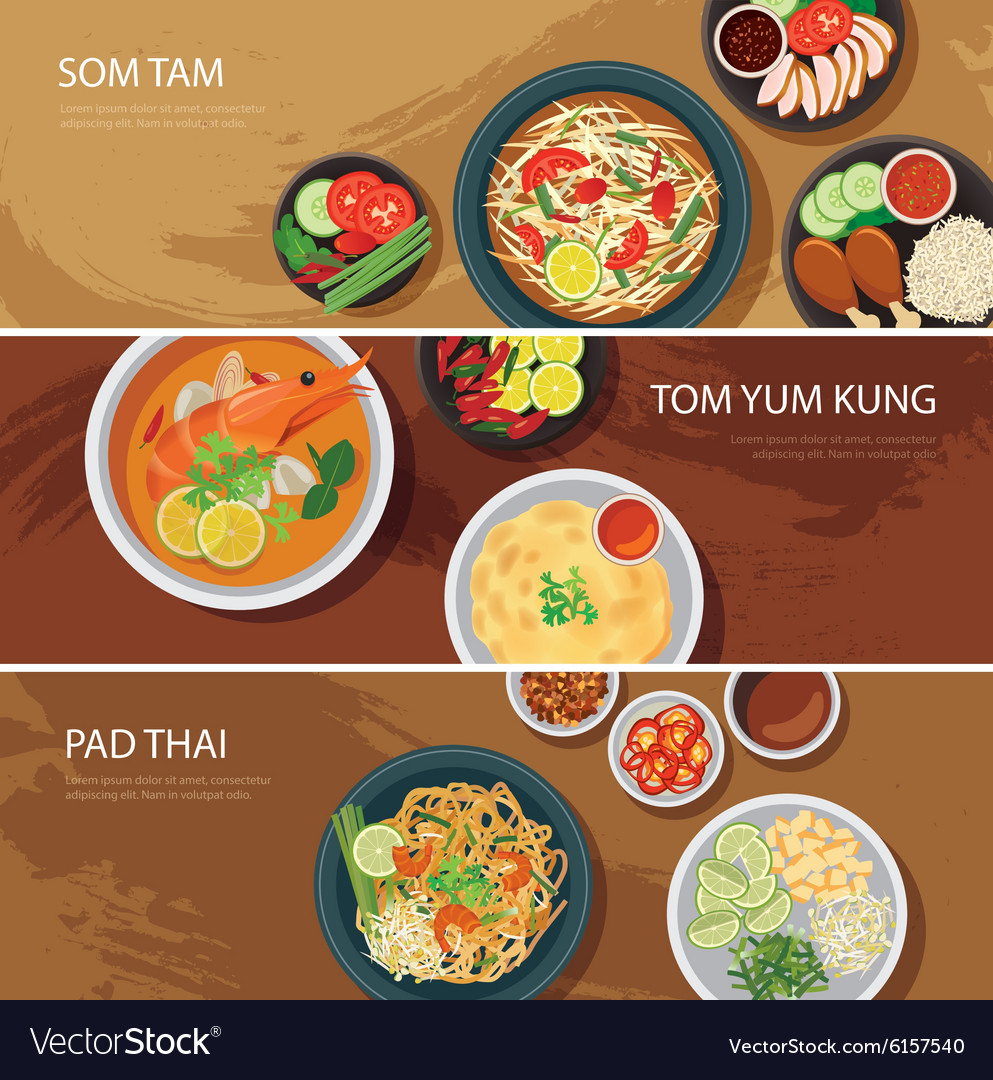 SOM TAM
Lorem ipsum dolor sit amet, consectetur
adipiscing elit. Nam in volutpat odio.
TOM YUM KUNG
Lorem ipsum dolor sit amet, consectetur
adipiscing elit. Nam in volutpat odio
PAD THAI
Lorem ipsum dolor sit amet, consectetur
adipiscing elit. Nam in volutpat odio.
VectorStock®
VectorStock.com/6157540